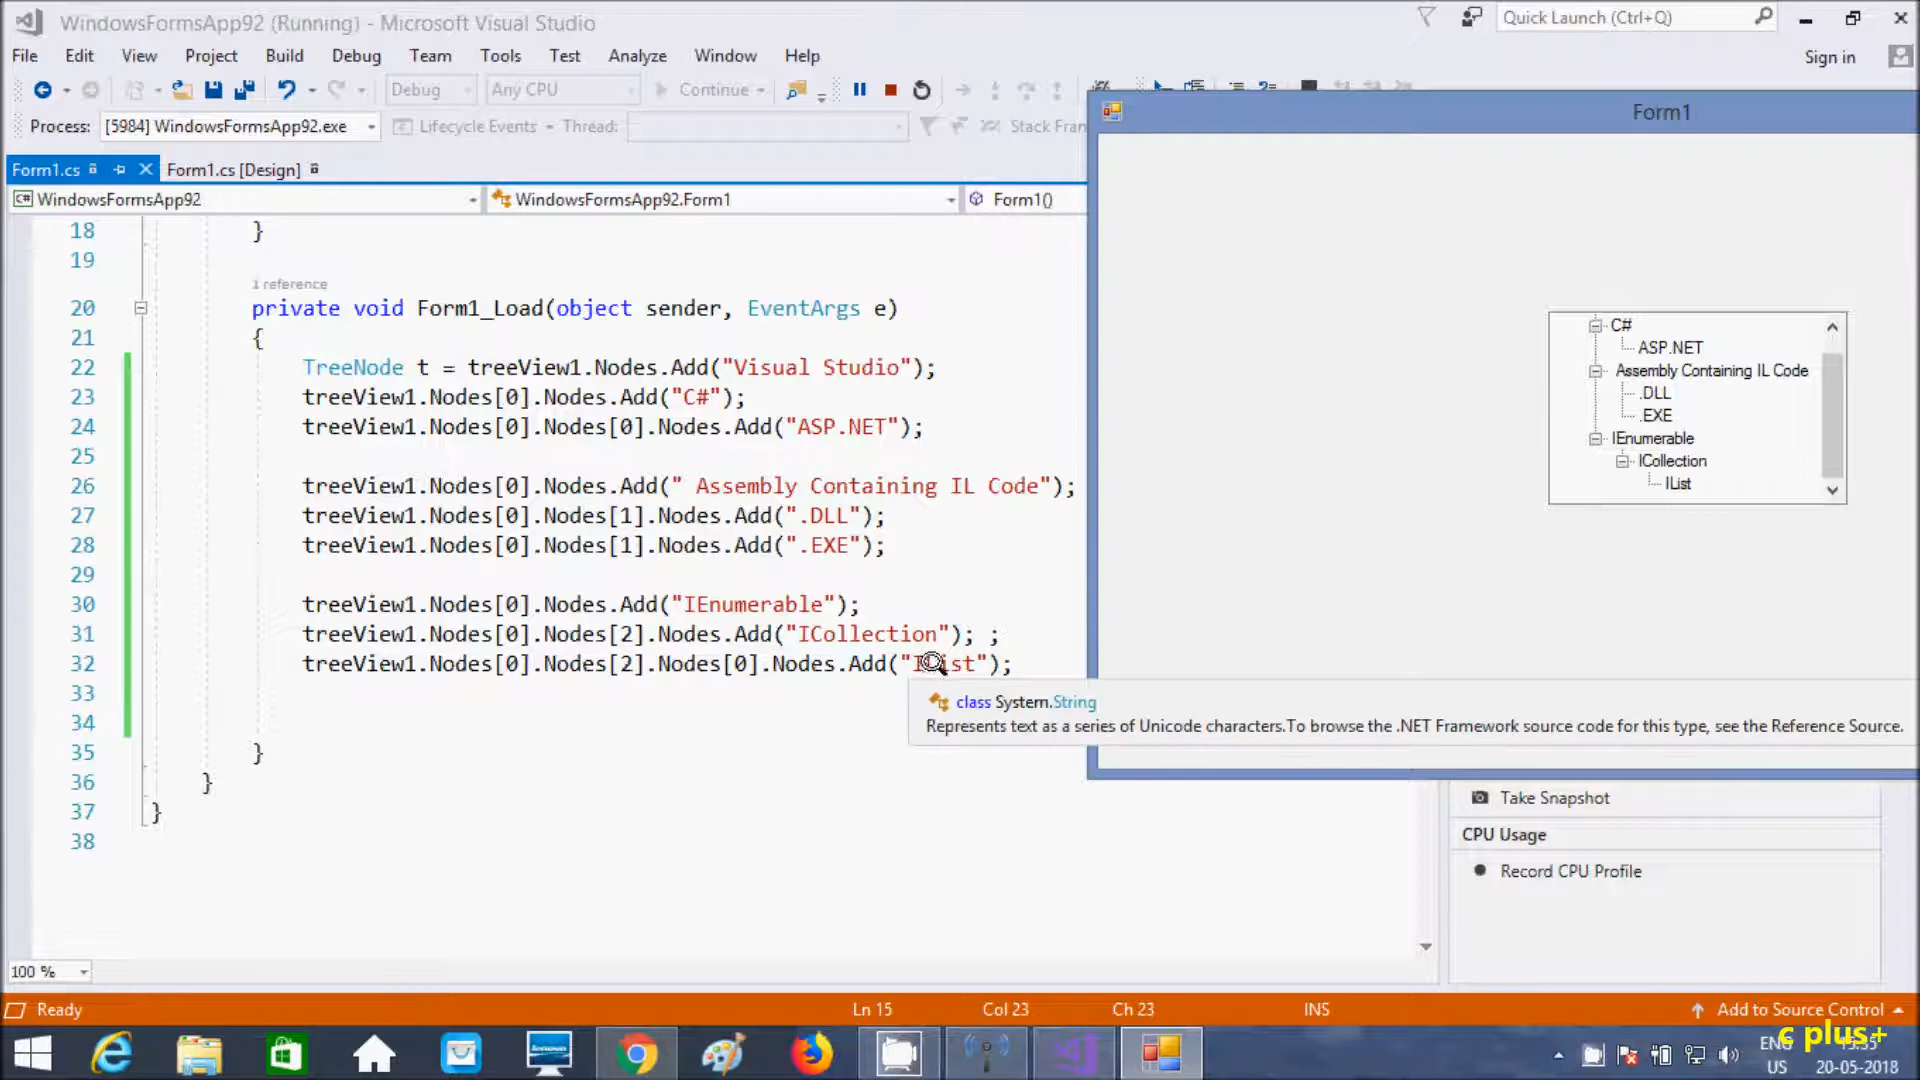 WindowsFormsApp92 (Running) - Microsoft Visual Studio
Quick Launch (Ctrl+Q)
File Edit View Project Build Debug Team Tools Test Analyze Window Help
Sign in
Debug Any CPU Continue
Process: [5984] WindowsFormsApp92.exe Lifecycle Events Thread: Stack Fran
Form1
Form1.cs Form1.cs [Design]
C# WindowsFormsApp92 WindowsFormsApp92.Form1 Form1()
18 }
19
1 reference
20 private void Form1_Load(object sender, EventArgs e)
21 {
22 TreeNode t = treeView1.Nodes.Add("Visual Studio");
23 treeView1.Nodes[0].Nodes.Add("C#");
24 treeView1.Nodes[0].Nodes[0].Nodes.Add("ASP.NET");
25
26 treeView1.Nodes[0].Nodes.Add(" Assembly Containing IL Code");
27 treeView1.Nodes[0].Nodes[1].Nodes.Add(".DLL");
28 treeView1.Nodes[0].Nodes[1].Nodes.Add(".EXE");
29
30 treeView1.Nodes[0].Nodes.Add("IEnumerable");
31 treeView1.Nodes[0].Nodes[2].Nodes.Add("ICollection"); ;
32 treeView1.Nodes[0].Nodes[2].Nodes[0].Nodes.Add("IList");
33
34
35 }
36 }
37 }
38
C#
ASP.NET
Assembly Containing IL Code
.DLL
.EXE
IEnumerable
ICollection
IList
class System.String
Represents text as a series of Unicode characters.To browse the .NET Framework source code for this type, see the Reference Source.
Take Snapshot
CPU Usage
Record CPU Profile
100 %
Ready Ln 15 Col 23 Ch 23 INS Add to Source Control
c plus+
ENG
US
20-05-2018